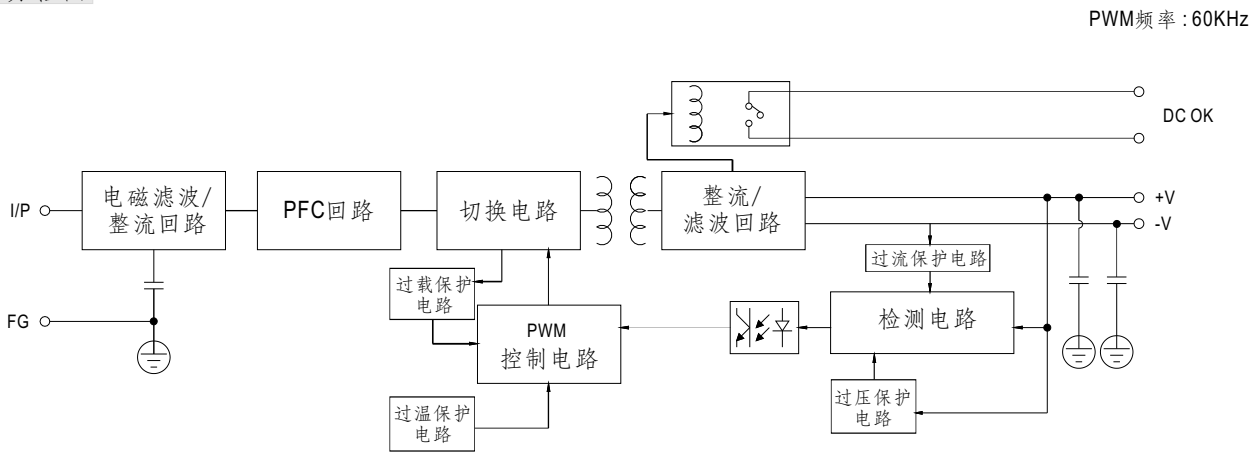 PWM频率 : 60KHz
DC OK
I/P
电磁滤波/
整流回路
PFC回路
切换电路
整流/
滤波回路
+V
-V
过流保护电路
过载保护
电路
FG
PWM
控制电路
检测电路
过温保护
电路
过压保护
电路